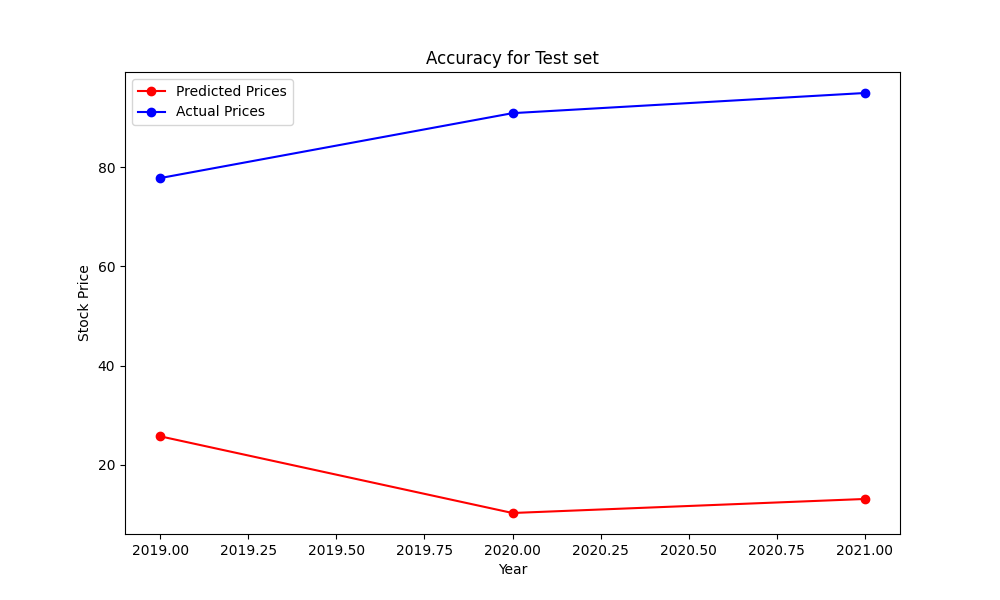 Accuracy for Test set
Predicted Prices
Actual Prices
80
60
40
20
Stock Price
2019.00 2019.25 2019.50 2019.75 2020.00 2020.25 2020.50 2020.75 2021.00
Year